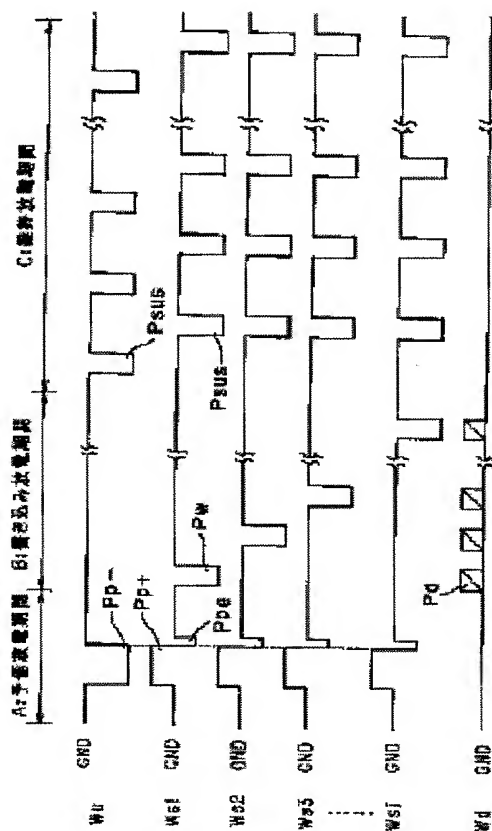 A:予備放電期間
B:書き込み放電期間
C:維持放電期間
Wu
GND
Pp-
Psus
Ws1
GND
Pp+
Ppe
Pw
Psus
Ws2
GND
Ws3
GND
Wsi
GND
Wd
GND
Pd